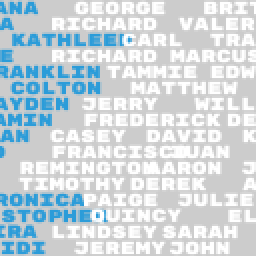 ANA GEORGE BRIT
A RICHARD VALER
KATHLEEN CARL TRA
E RICHARD MARCUS
FRANKLIN TAMMIE EDW
COLTON MATTHEW
AYDEN JERRY WILL
AMIN FREDERICK DE
AN CASEY DAVID K
FRANCISCO JUAN
REMINGTON AARON J
TIMOTHY DEREK A
RONICA PAIGE JULIE
ISTOPHER QUINCY EL
IRA LINDSEY SARAH
IDI JEREMY JOHN